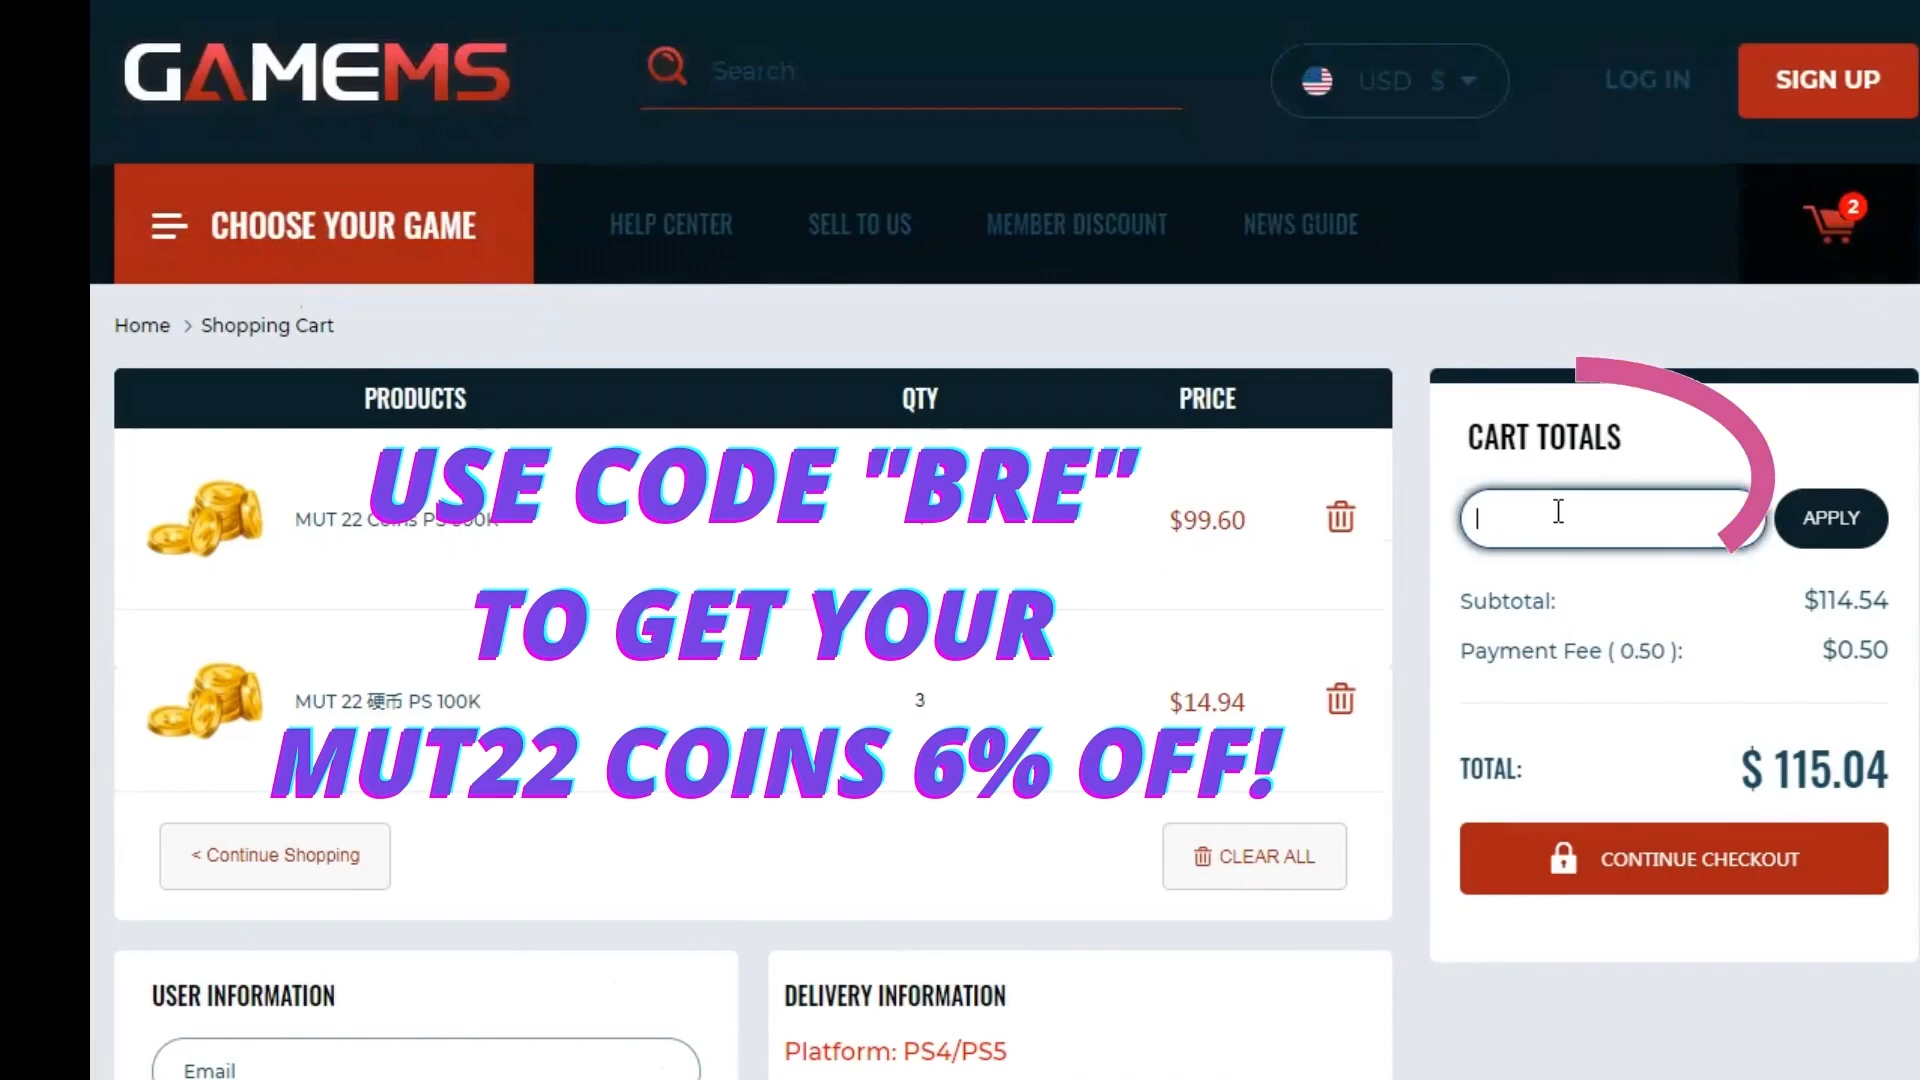 GAMEMS
Search
USD $
LOG IN
SIGN UP
CHOOSE YOUR GAME
HELP CENTER
SELL TO US
MEMBER DISCOUNT
NEWS GUIDE
2
Home > Shopping Cart
PRODUCTS
QTY
PRICE
USE CODE "BRE"
MUT 22
$99.60
TO GET YOUR
MUT 22 硬币 PS 100K
3
$14.94
MUT22 COINS 6% OFF!
< Continue Shopping
CLEAR ALL
CART TOTALS
APPLY
Subtotal:
$114.54
Payment Fee ( 0.50 ):
$0.50
TOTAL:
$ 115.04
CONTINUE CHECKOUT
USER INFORMATION
Email
DELIVERY INFORMATION
Platform: PS4/PS5